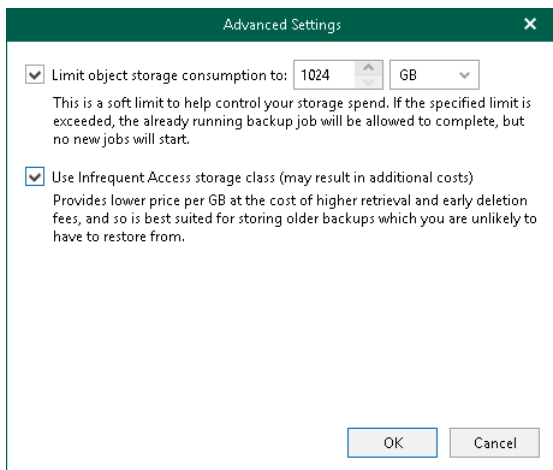 Advanced Settings
Limit object storage consumption to: 1024 GB
This is a soft limit to help control your storage spend. If the specified limit is
exceeded, the already running backup job will be allowed to complete, but
no new jobs will start.
Use Infrequent Access storage class (may result in additional costs)
Provides lower price per GB at the cost of higher retrieval and early deletion
fees, and so is best suited for storing older backups which you are unlikely to
have to restore from.
OK Cancel